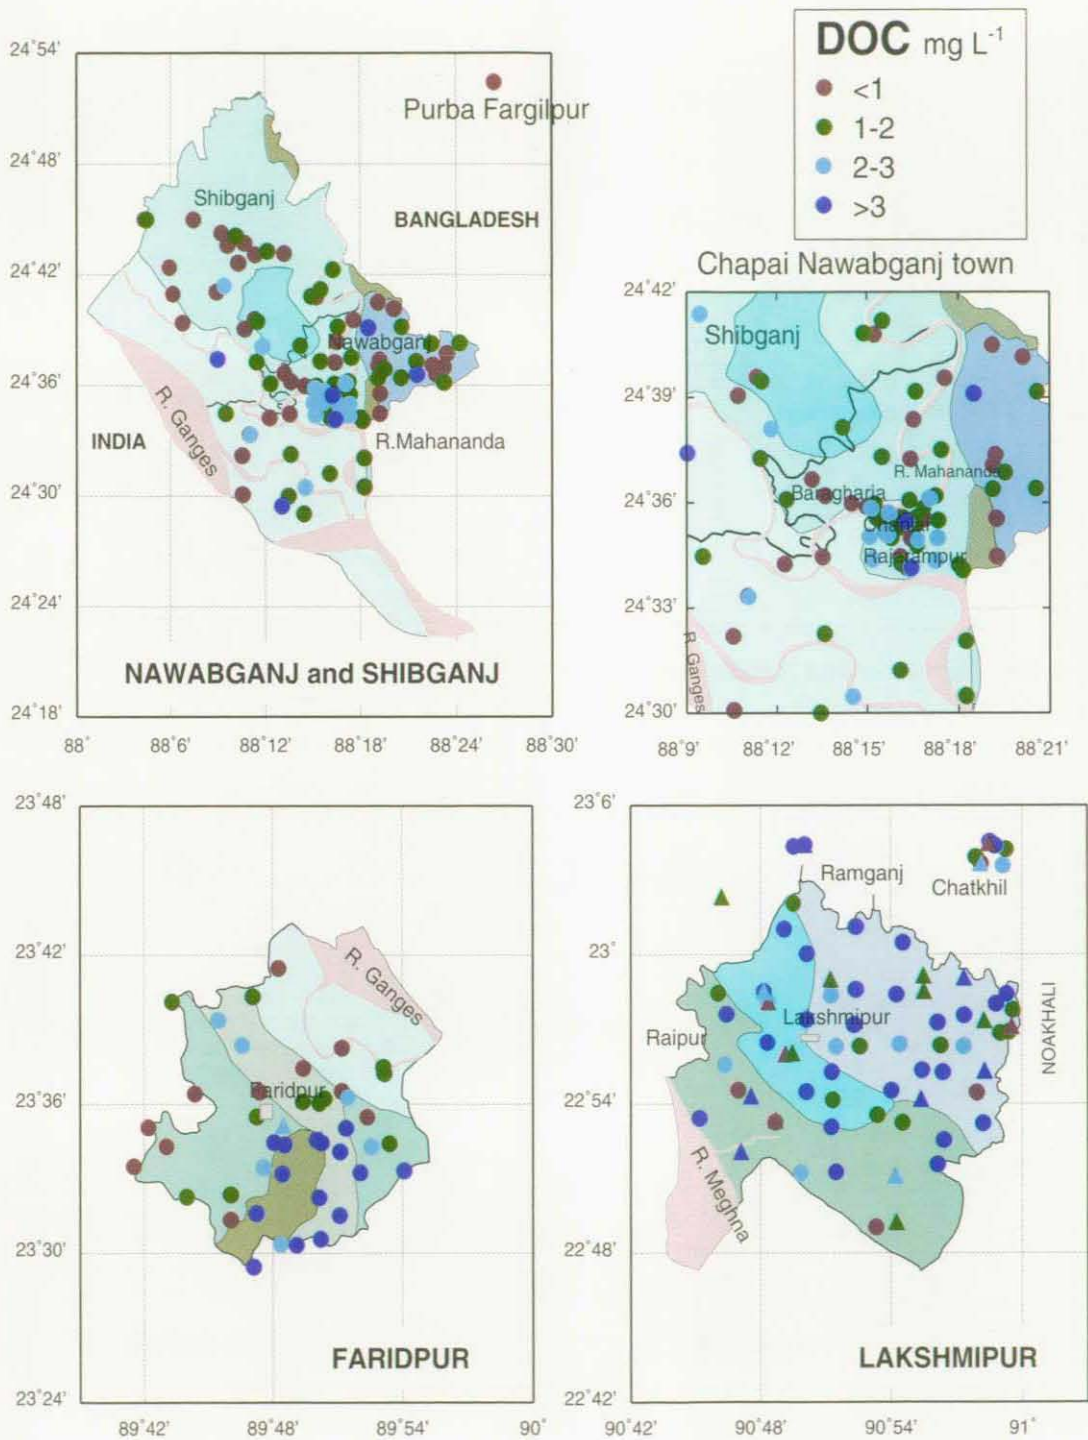 DOC mg L⁻¹
<1
1-2
2-3
>3
24°54'
24°48'
24°42'
24°36'
24°30'
24°24'
24°18'
Purba Fargilpur
Shibganj
BANGLADESH
Nawabganj
R. Ganges
INDIA
R.Mahananda
NAWABGANJ and SHIBGANJ
88°
88°6'
88°12'
88°18'
88°24'
88°30'
Chapai Nawabganj town
24°42'
24°39'
24°36'
24°33'
24°30'
Shibganj
R. Mahananda
Baragharia
Rajarampur
R. Ganges
88°9'
88°12'
88°15'
88°18'
88°21'
23°48'
23°42'
23°36'
23°30'
23°24'
R. Ganges
Faridpur
FARIDPUR
89°42'
89°48'
89°54'
90°
23°6'
23°
22°54'
22°48'
22°42'
Ramganj
Chatkhil
Lakshmipur
Raipur
NOAKHALI
R. Meghna
LAKSHMIPUR
90°42'
90°48'
90°54'
91°